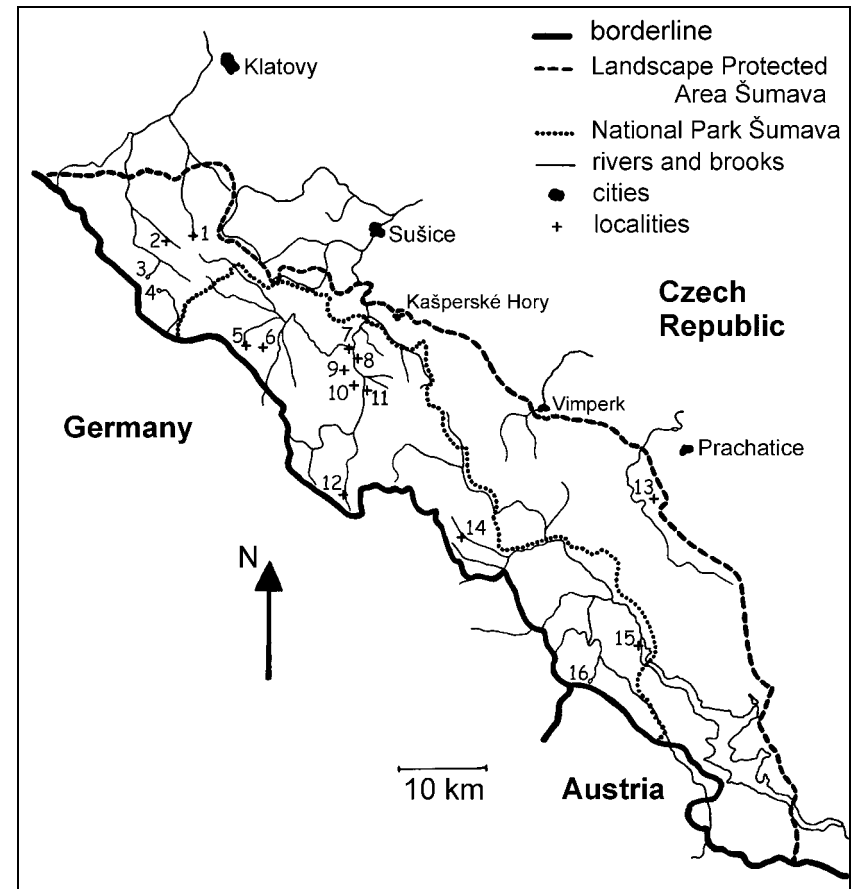 borderline
Landscape Protected
Area Šumava
National Park Šumava
rivers and brooks
cities
localities
Klatovy
Sušice
Kašperské Hory
Czech
Republic
Vimperk
Prachatice
Germany
Austria
N
10 km
1
2
3
4
5
6
7
8
9
10
11
12
13
14
15
16